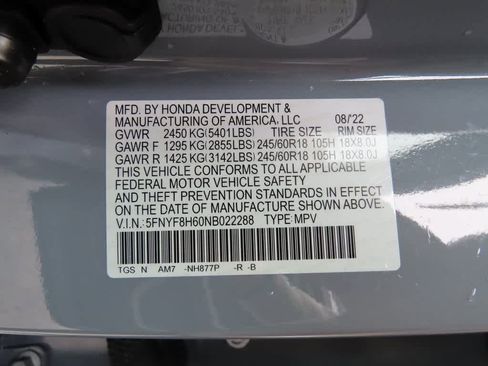 MFD. BY HONDA DEVELOPMENT &
MANUFACTURING OF AMERICA, LLC 08/'22
GVWR 2450 KG(5401LBS) TIRE SIZE RIM SIZE
GAWR F 1295 KG(2855LBS) 245/60R18 105H 18X8.0J
GAWR R 1425 KG(3142LBS) 245/60R18 105H 18X8.0J
THIS VEHICLE CONFORMS TO ALL APPLICABLE
FEDERAL MOTOR VEHICLE SAFETY
AND THEFT PREVENTION STANDARDS IN EFFECT
ON THE DATE OF MANUFACTURE SHOWN ABOVE.
V.I.N.: 5FNYF8H60NB022288 TYPE: MPV
TGS N AM7 -NH877P -R -B